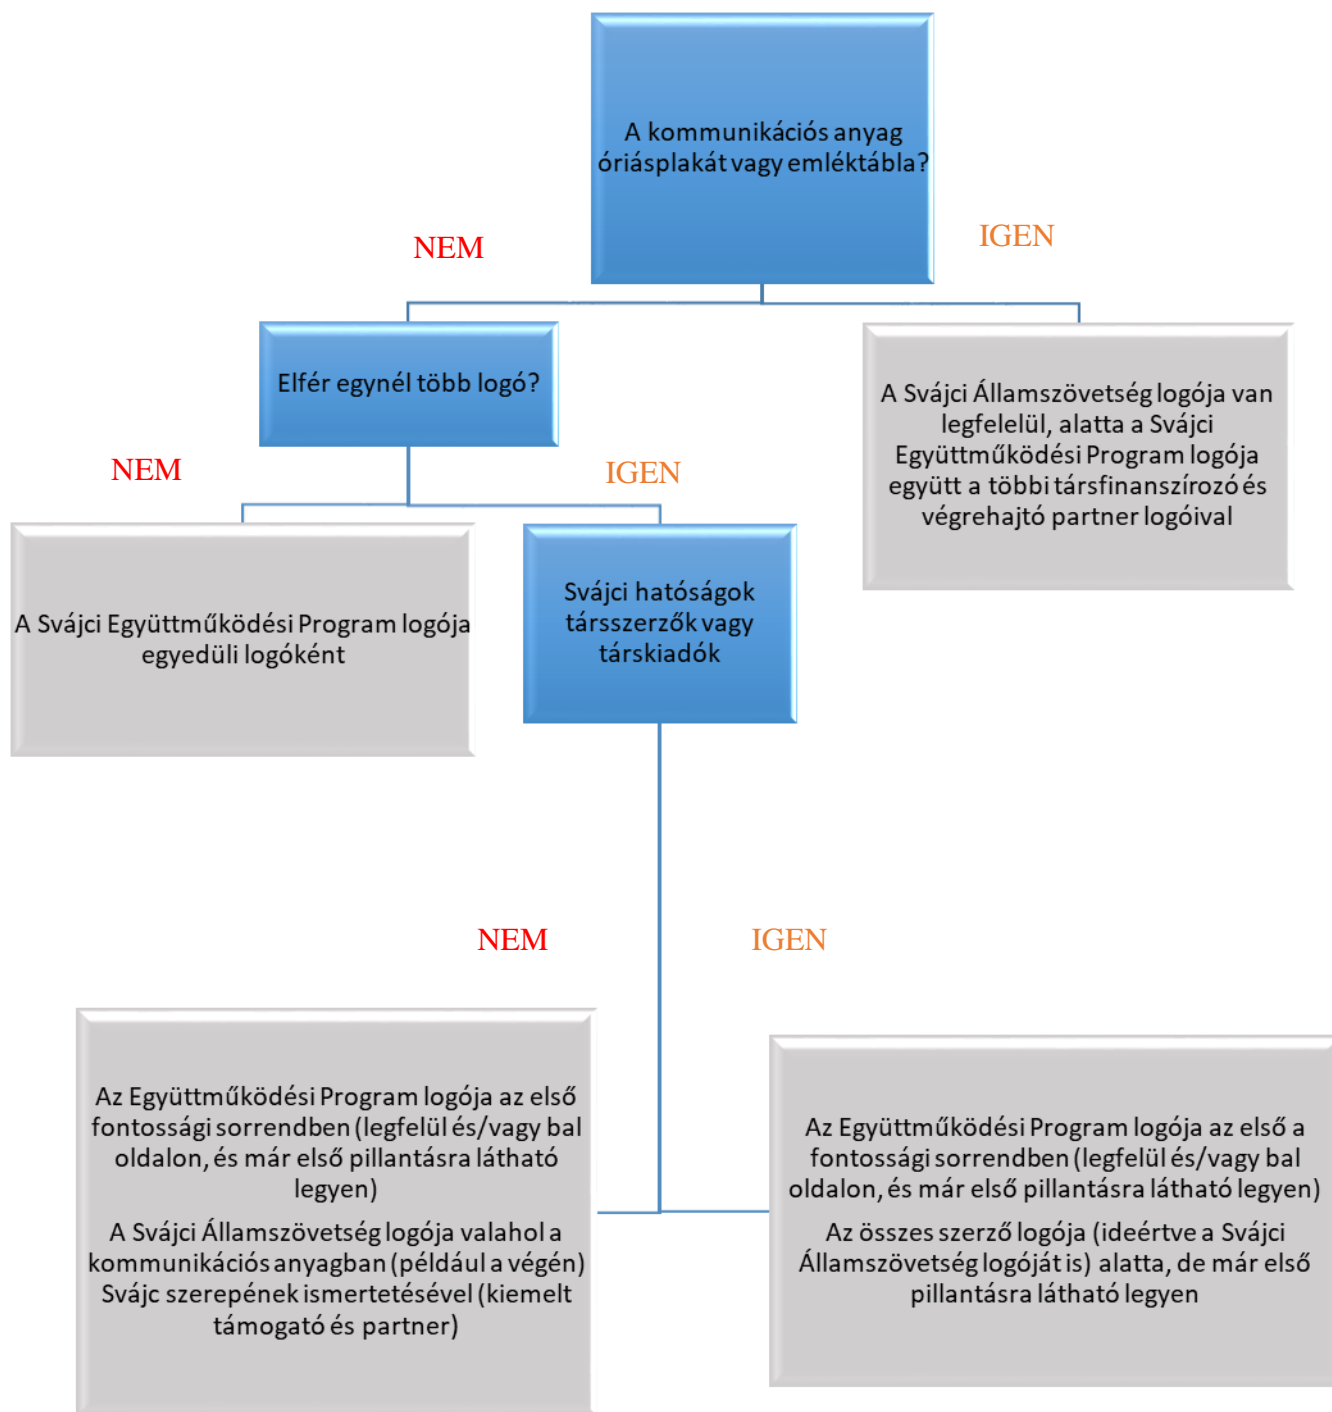 A kommunikációs anyag
óriásplakát vagy emléktábla?
NEM
IGEN
Elfér egynél több logó?
A Svájci Államszövetség logója van
legfelelül, alatta a Svájci
Együttműködési Program logója
együtt a többi társfinanszírozó és
végrehajtó partner logóival
NEM
IGEN
A Svájci Együttműködési Program logója
egyedüli logóként
Svájci hatóságok
társszerzők vagy
társkiadók
NEM
IGEN
Az Együttműködési Program logója az első
fontossági sorrendben (legfelül és/vagy bal
oldalon, és már első pillantásra látható
legyen)
A Svájci Államszövetség logója valahol a
kommunikációs anyagban (például a végén)
Svájc szerepének ismertetésével (kiemelt
támogató és partner)
Az Együttműködési Program logója az első a
fontossági sorrendben (legfelül és/vagy bal
oldalon, és már első pillantásra látható legyen)
Az összes szerző logója (ideértve a Svájci
Államszövetség logóját is) alatta, de már első
pillantásra látható legyen